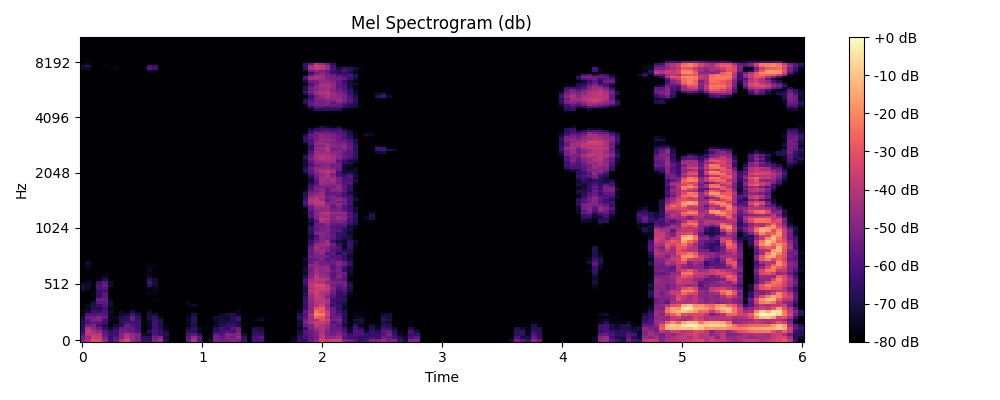 Mel Spectrogram (db)
Hz
8192
4096
2048
1024
512
0
0 1 2 3 4 5 6
Time
+0 dB
-10 dB
-20 dB
-30 dB
-40 dB
-50 dB
-60 dB
-70 dB
-80 dB